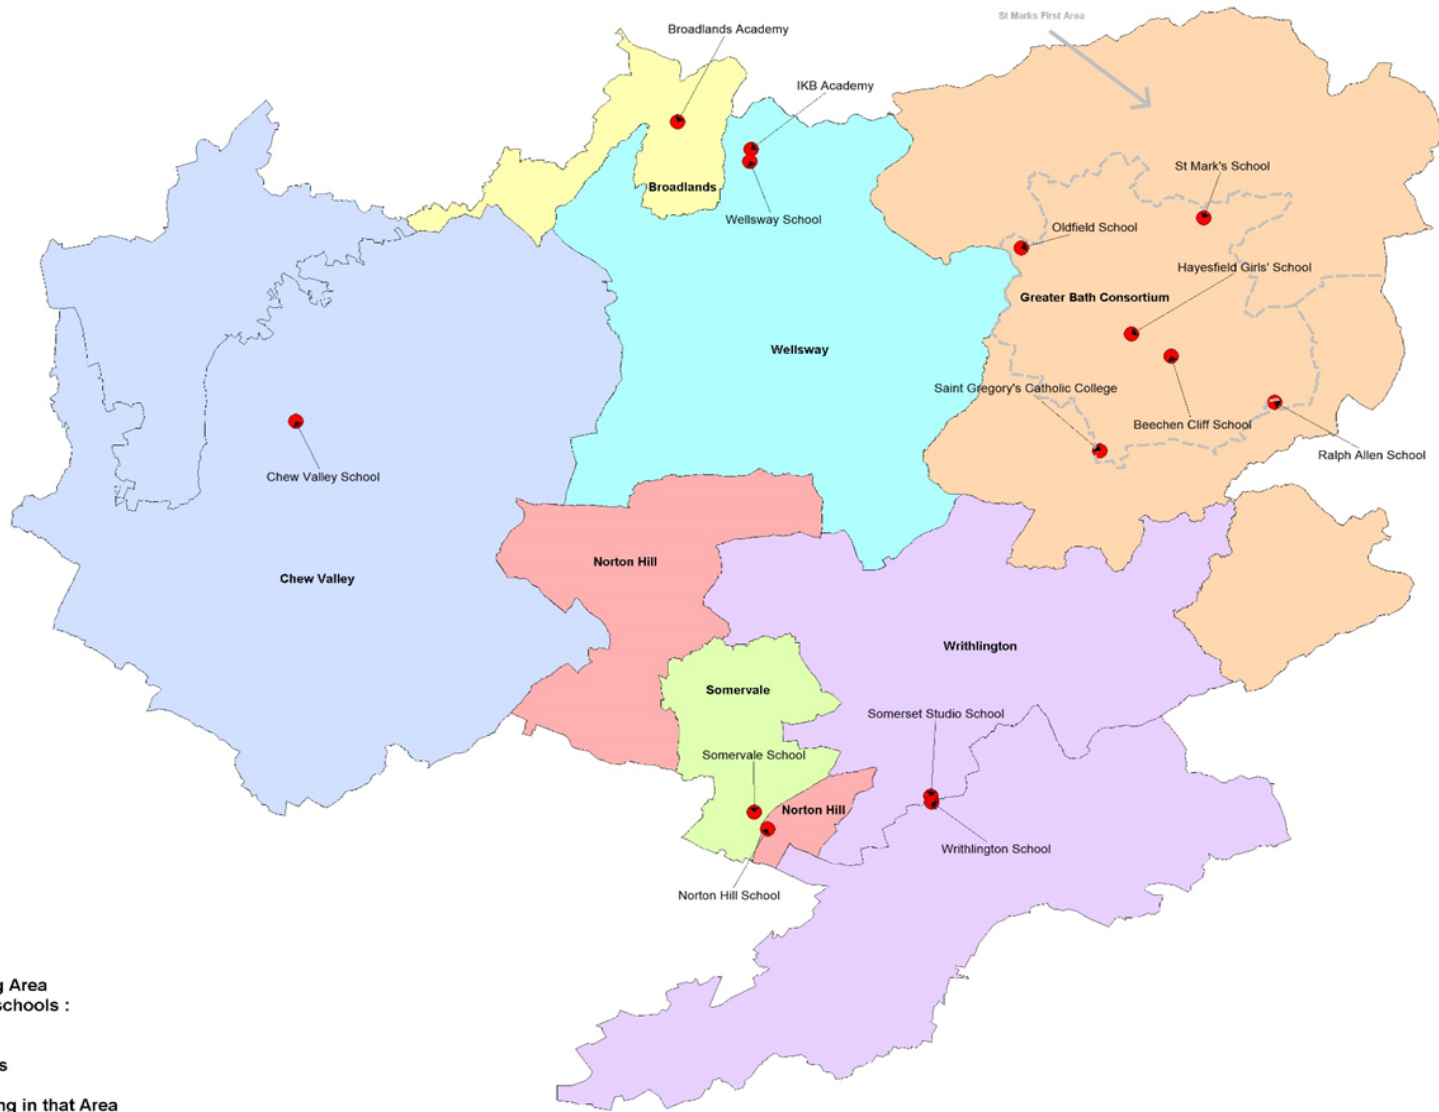 St Marks First Area
Broadlands Academy
IKB Academy
St Mark's School
Broadlands
Wellsway School
Oldfield School
Hayesfield Girls' School
Greater Bath Consortium
Wellsway
Saint Gregory's Catholic College
Beechen Cliff School
Ralph Allen School
Chew Valley School
Norton Hill
Chew Valley
Writhlington
Somervale
Somerset Studio School
Somervale School
Norton Hill
Writhlington School
Norton Hill School
g Area
schools :
s
ng in that Area